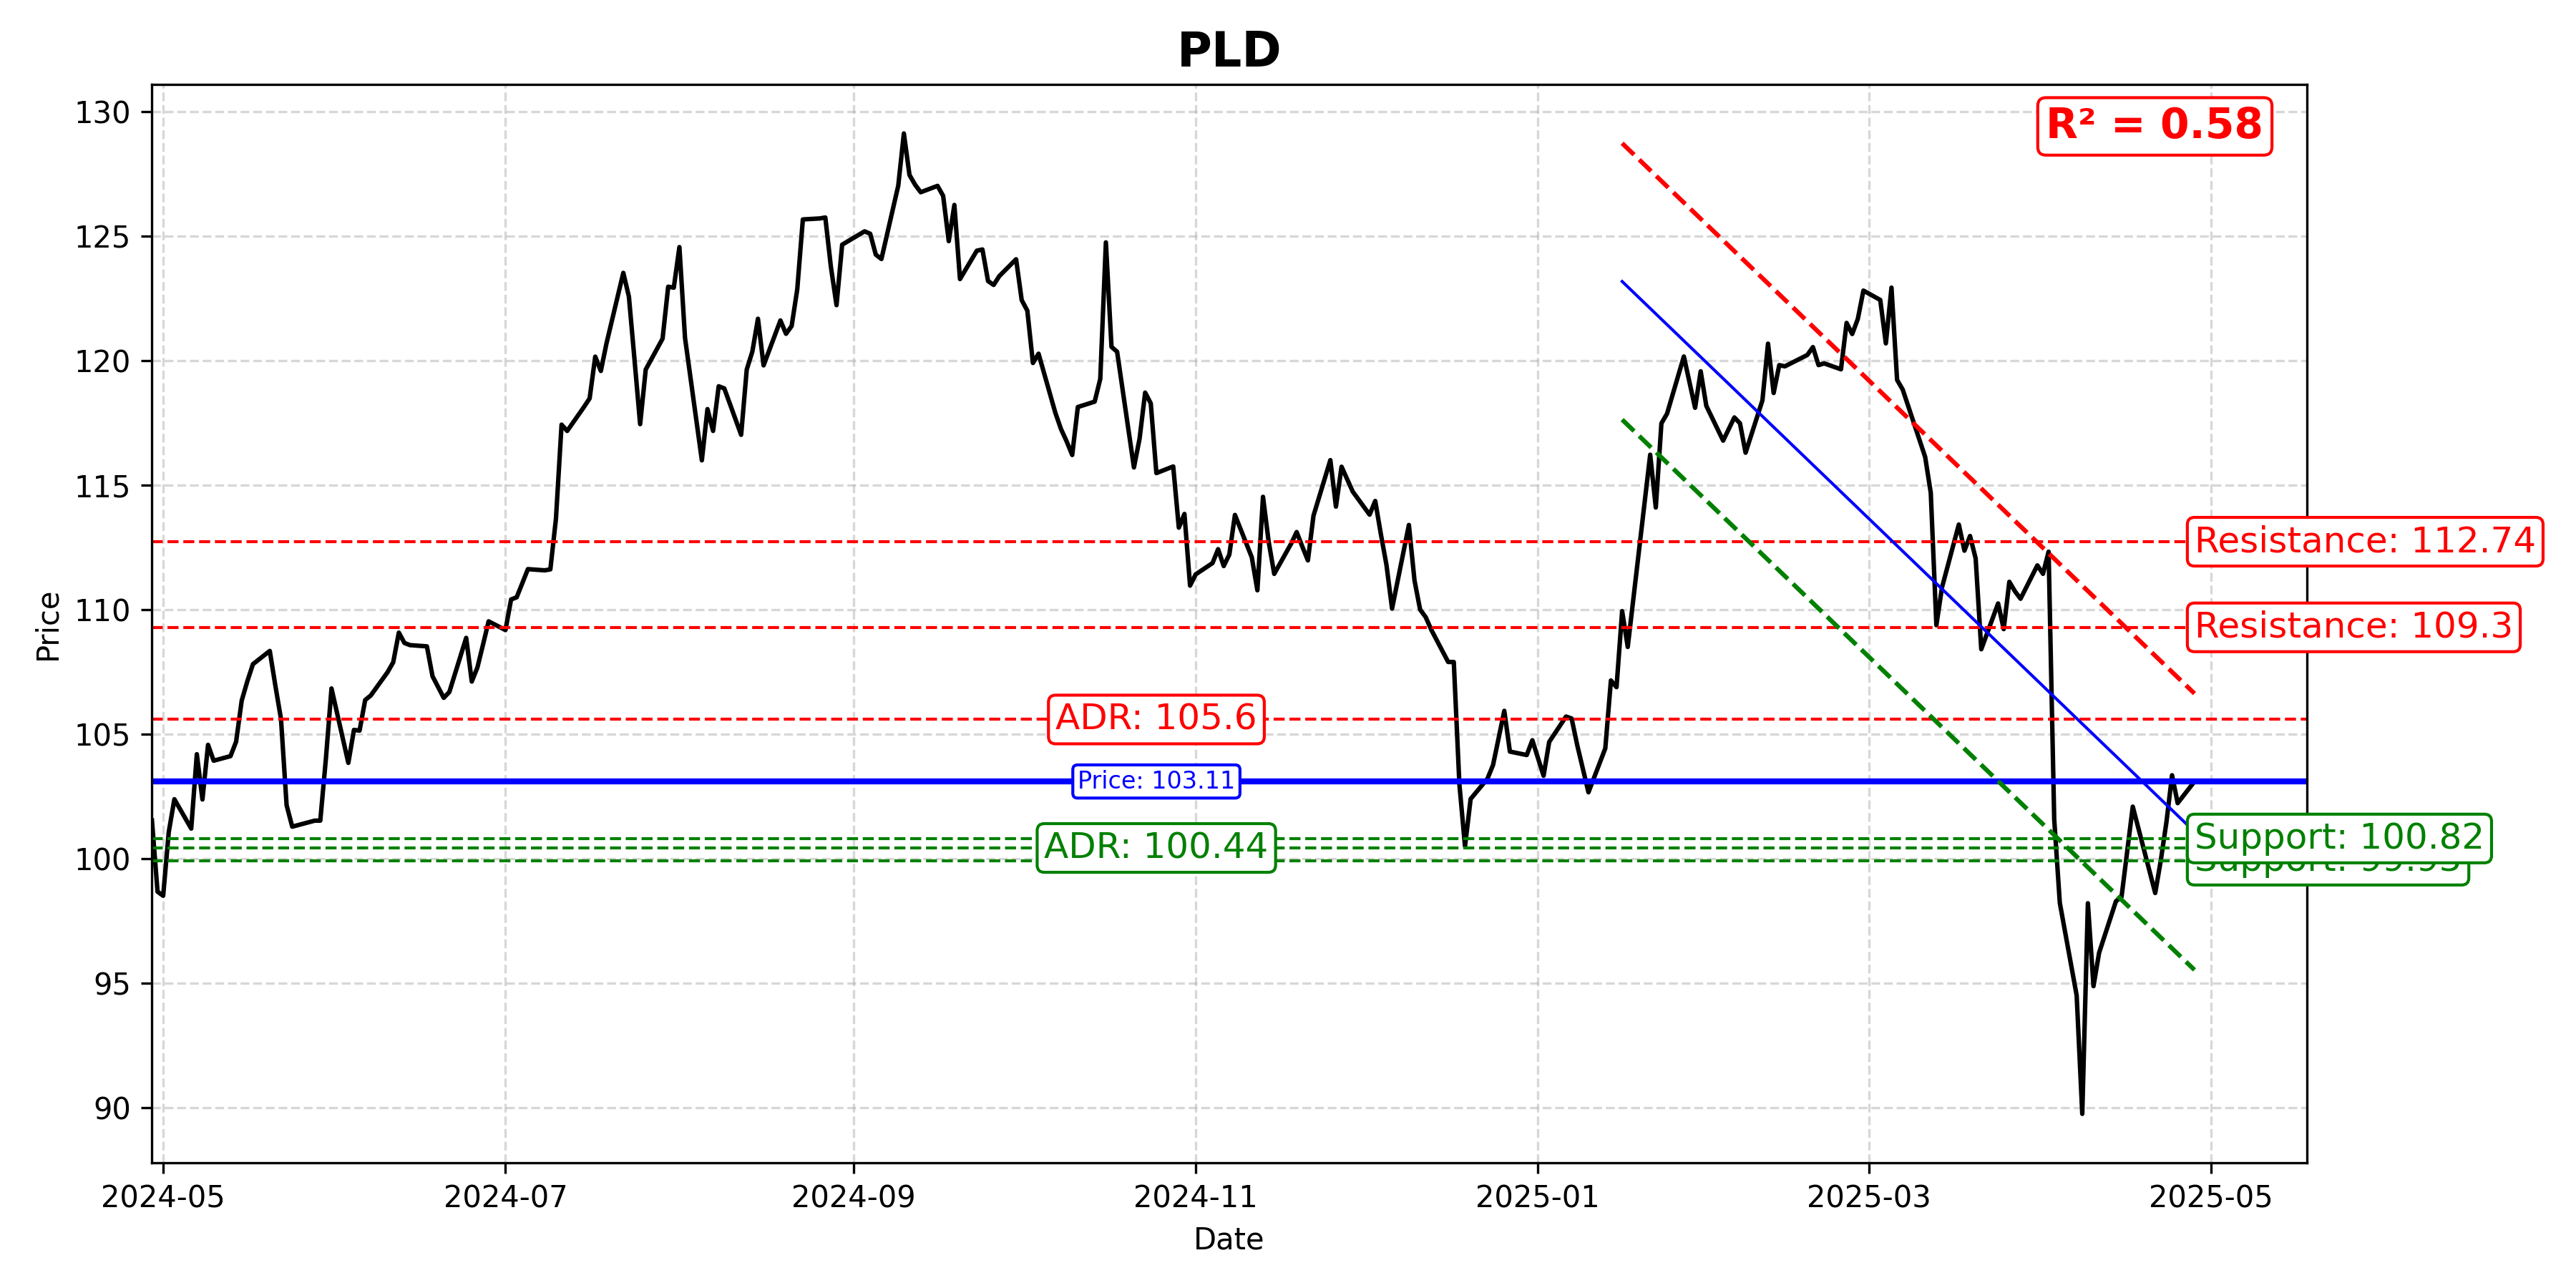 PLD
R² = 0.58
130
125
120
115
110
105
100
95
90
Price
Resistance: 112.74
Resistance: 109.3
ADR: 105.6
Price: 103.11
ADR: 100.44
Support: 100.82
2024-05
2024-07
2024-09
2024-11
2025-01
2025-03
2025-05
Date